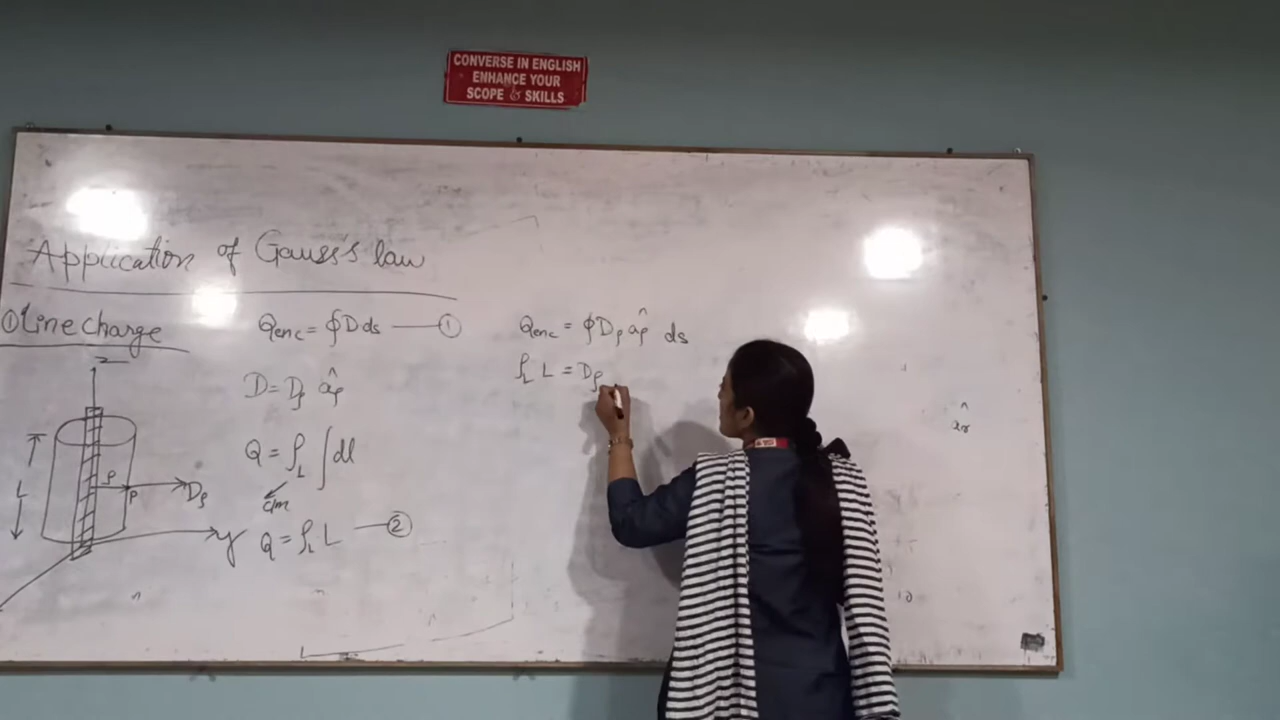 CONVERSE IN ENGLISH
ENHANCE YOUR
SCOPE & SKILLS
Application of Gauss's law
① Line charge
Qenc = ∮D ds —— ①
D = Dρ âρ
Q = ρL ∫dl
c/m
Q = ρL L —— ②
z
L
ρ
P
Dρ
y
Qenc = ∮Dρ âρ ds
ρL L = Dρ